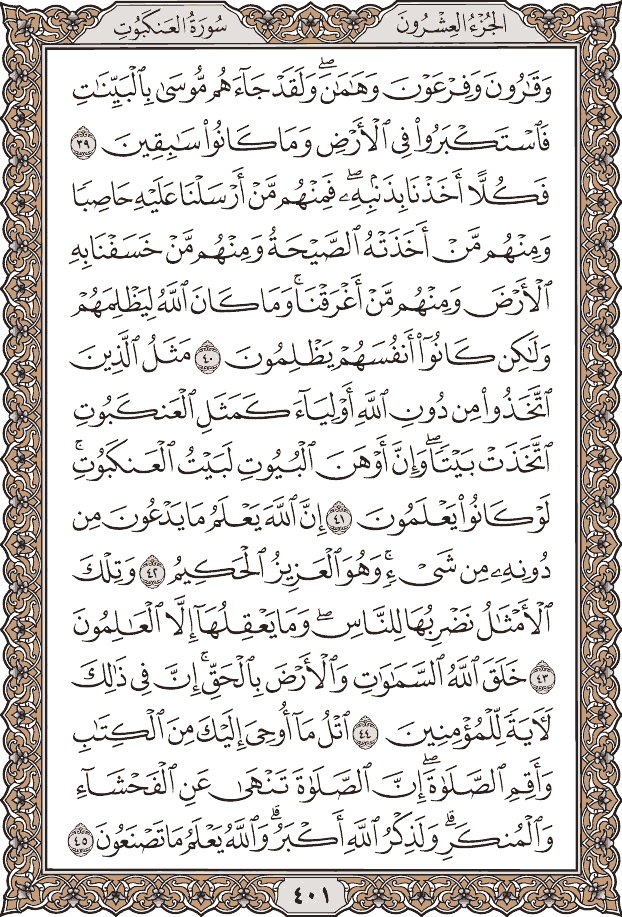 الجُزْءُ العِشْرُونَ سُورَةُ العَنكَبُوتِ
وَقَٰرُونَ وَفِرْعَوْنَ وَهَٰمَٰنَۖ وَلَقَدْ جَآءَهُم مُّوسَىٰ بِٱلْبَيِّنَٰتِ
فَٱسْتَكْبَرُوا۟ فِى ٱلْأَرْضِ وَمَا كَانُوا۟ سَٰبِقِينَ ٣٩
فَكُلًّا أَخَذْنَا بِذَنۢبِهِۦۖ فَمِنْهُم مَّنْ أَرْسَلْنَا عَلَيْهِ حَاصِبًا
وَمِنْهُم مَّنْ أَخَذَتْهُ ٱلصَّيْحَةُ وَمِنْهُم مَّنْ خَسَفْنَا بِهِ
ٱلْأَرْضَ وَمِنْهُم مَّنْ أَغْرَقْنَاۚ وَمَا كَانَ ٱللَّهُ لِيَظْلِمَهُمْ
وَلَٰكِن كَانُوٓا۟ أَنفُسَهُمْ يَظْلِمُونَ ٤٠ مَثَلُ ٱلَّذِينَ
ٱتَّخَذُوا۟ مِن دُونِ ٱللَّهِ أَوْلِيَآءَ كَمَثَلِ ٱلْعَنكَبُوتِ
ٱتَّخَذَتْ بَيْتًاۖ وَإِنَّ أَوْهَنَ ٱلْبُيُوتِ لَبَيْتُ ٱلْعَنكَبُوتِۚ
لَوْ كَانُوا۟ يَعْلَمُونَ ٤١ إِنَّ ٱللَّهَ يَعْلَمُ مَا يَدْعُونَ مِن
دُونِهِۦ مِن شَىْءٍۚ وَهُوَ ٱلْعَزِيزُ ٱلْحَكِيمُ ٤٢ وَتِلْكَ
ٱلْأَمْثَٰلُ نَضْرِبُهَا لِلنَّاسِۖ وَمَا يَعْقِلُهَآ إِلَّا ٱلْعَٰلِمُونَ
٤٣ خَلَقَ ٱللَّهُ ٱلسَّمَٰوَٰتِ وَٱلْأَرْضَ بِٱلْحَقِّۚ إِنَّ فِى ذَٰلِكَ
لَءَايَةً لِّلْمُؤْمِنِينَ ٤٤ ٱتْلُ مَآ أُوحِىَ إِلَيْكَ مِنَ ٱلْكِتَٰبِ
وَأَقِمِ ٱلصَّلَوٰةَۖ إِنَّ ٱلصَّلَوٰةَ تَنْهَىٰ عَنِ ٱلْفَحْشَآءِ
وَٱلْمُنكَرِۗ وَلَذِكْرُ ٱللَّهِ أَكْبَرُۗ وَٱللَّهُ يَعْلَمُ مَا تَصْنَعُونَ ٤٥
٤٠١